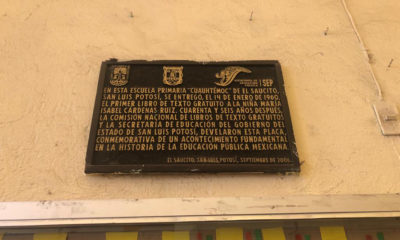 SEP
EN ESTA ESCUELA PRIMARIA "CUAUHTÉMOC" DE EL SAUCITO,
SAN LUIS POTOSÍ, SE ENTREGÓ, EL 14 DE ENERO DE 1960,
EL PRIMER LIBRO DE TEXTO GRATUITO A LA NIÑA MARÍA
ISABEL CÁRDENAS RUIZ. CUARENTA Y SEIS AÑOS DESPUÉS,
LA COMISIÓN NACIONAL DE LIBROS DE TEXTO GRATUITOS
Y LA SECRETARÍA DE EDUCACIÓN DEL GOBIERNO DEL
ESTADO DE SAN LUIS POTOSÍ, DEVELARON ESTA PLACA,
CONMEMORATIVA DE UN ACONTECIMIENTO FUNDAMENTAL
EN LA HISTORIA DE LA EDUCACIÓN PÚBLICA MEXICANA.
EL SAUCITO, SAN LUIS POTOSÍ, SEPTIEMBRE DE 2006.